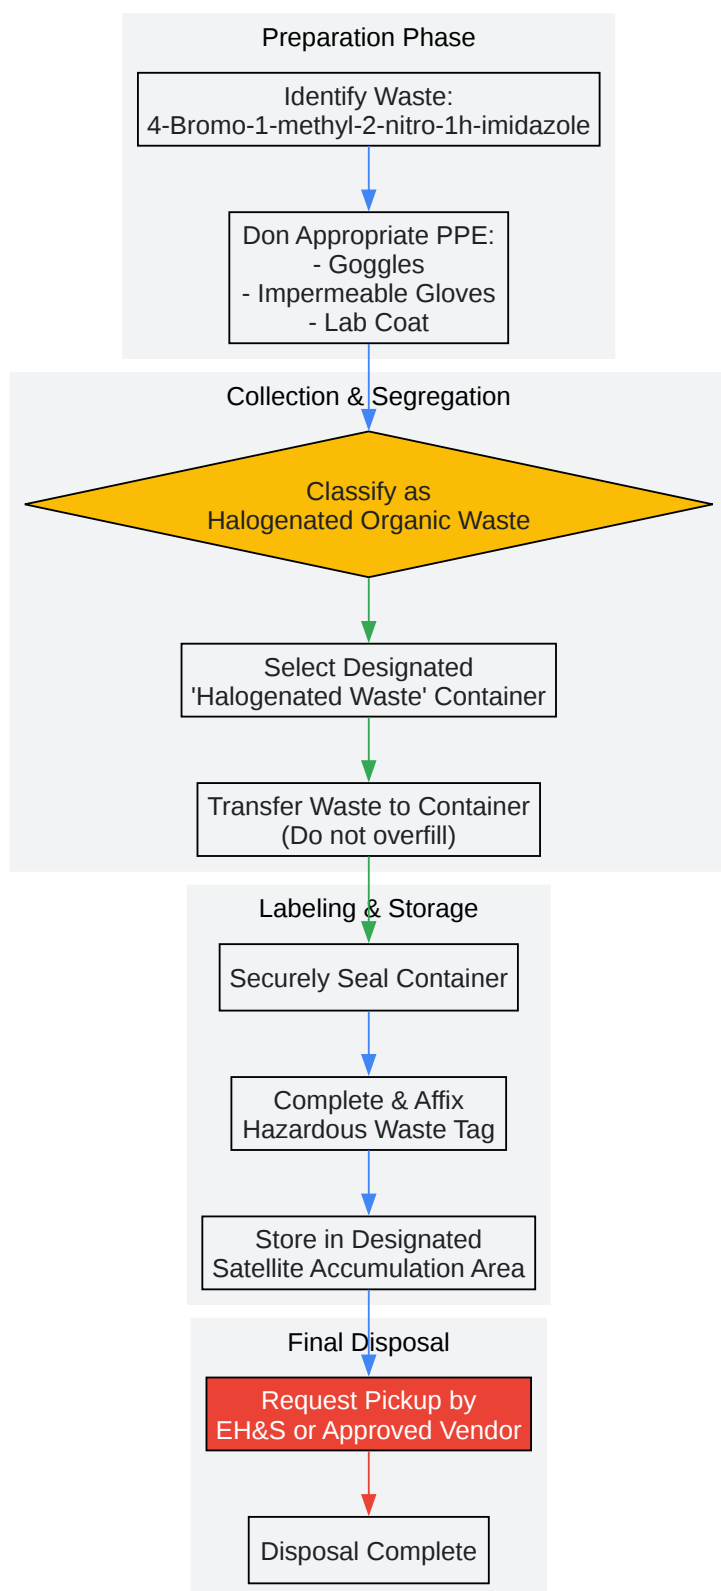 Preparation Phase
Identify Waste:
4-Bromo-1-methyl-2-nitro-1h-imidazole
Don Appropriate PPE:
- Goggles
- Impermeable Gloves
- Lab Coat
Collection & Segregation
Classify as
Halogenated Organic Waste
Select Designated
'Halogenated Waste' Container
Transfer Waste to Container
(Do not overfill)
Labeling & Storage
Securely Seal Container
Complete & Affix
Hazardous Waste Tag
Store in Designated
Satellite Accumulation Area
Final Disposal
Request Pickup by
EH&S or Approved Vendor
Disposal Complete